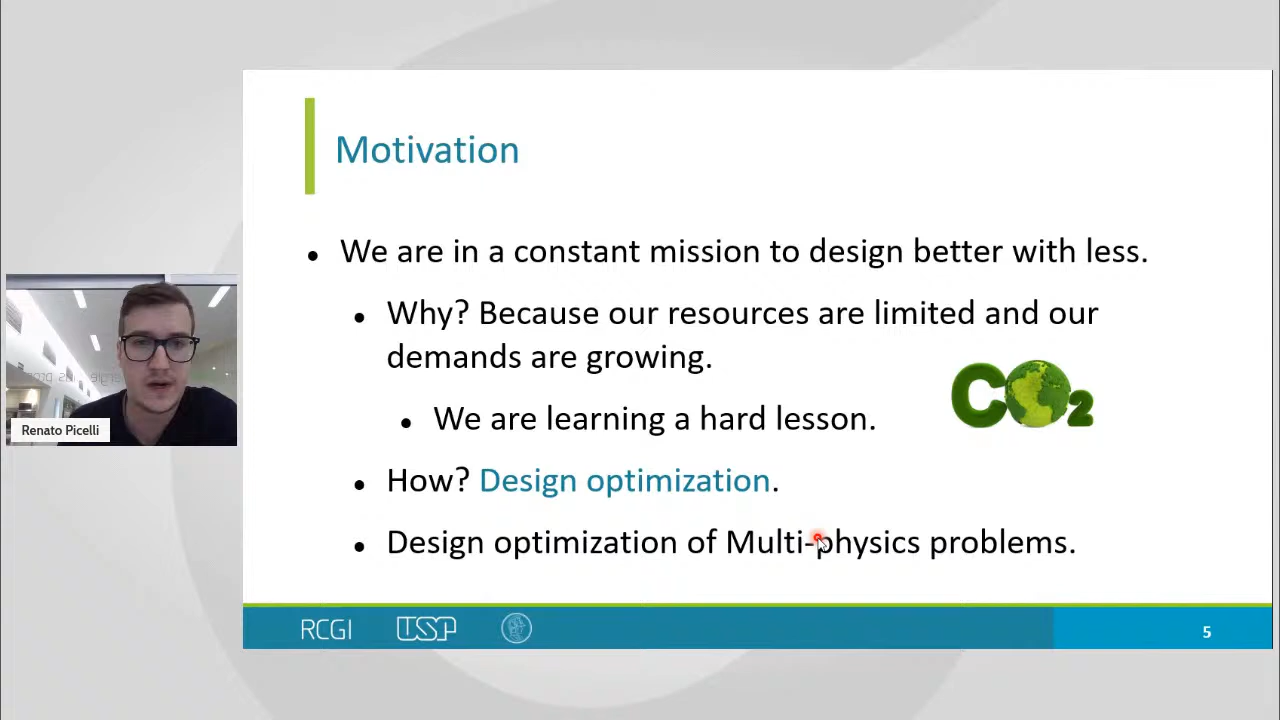 Motivation
We are in a constant mission to design better with less.
Why? Because our resources are limited and our
demands are growing.
We are learning a hard lesson.
CO2
How? Design optimization.
Design optimization of Multi-physics problems.
Renato Picelli
RCGI USP
5